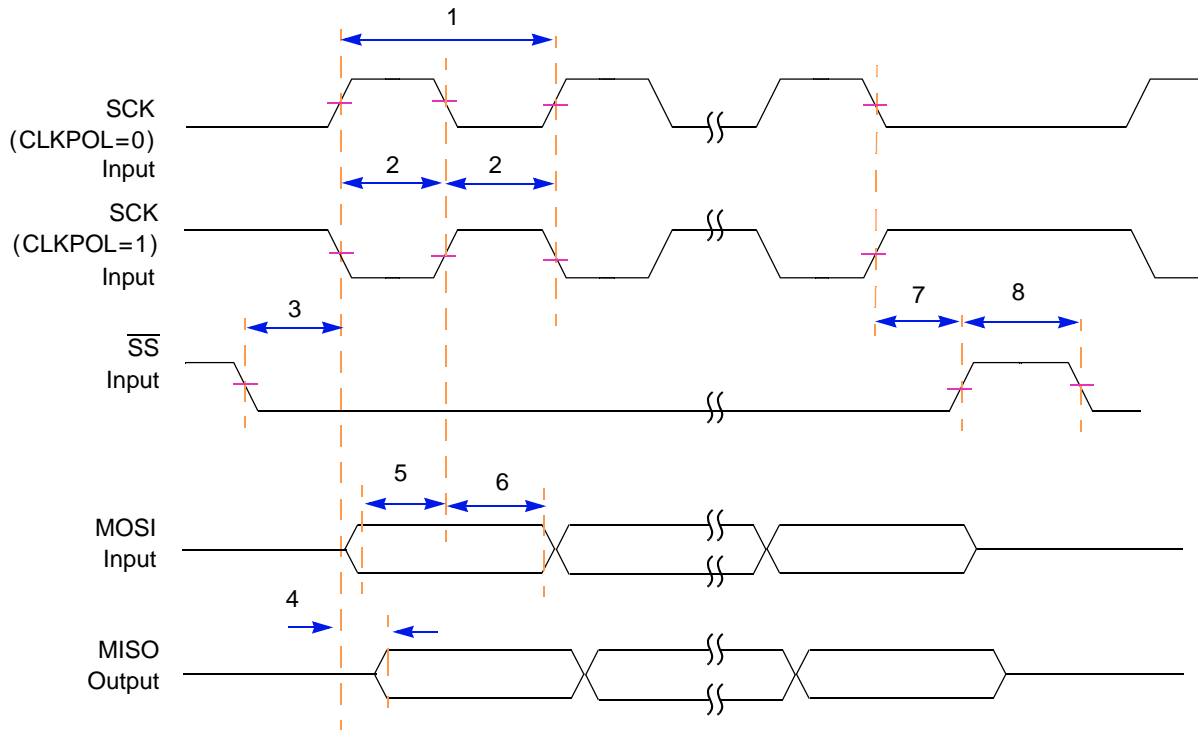 1
SCK
(CLKPOL=0)
Input
2 2
SCK
(CLKPOL=1)
Input
3
7 8
SS
Input
5 6
MOSI
Input
4
MISO
Output